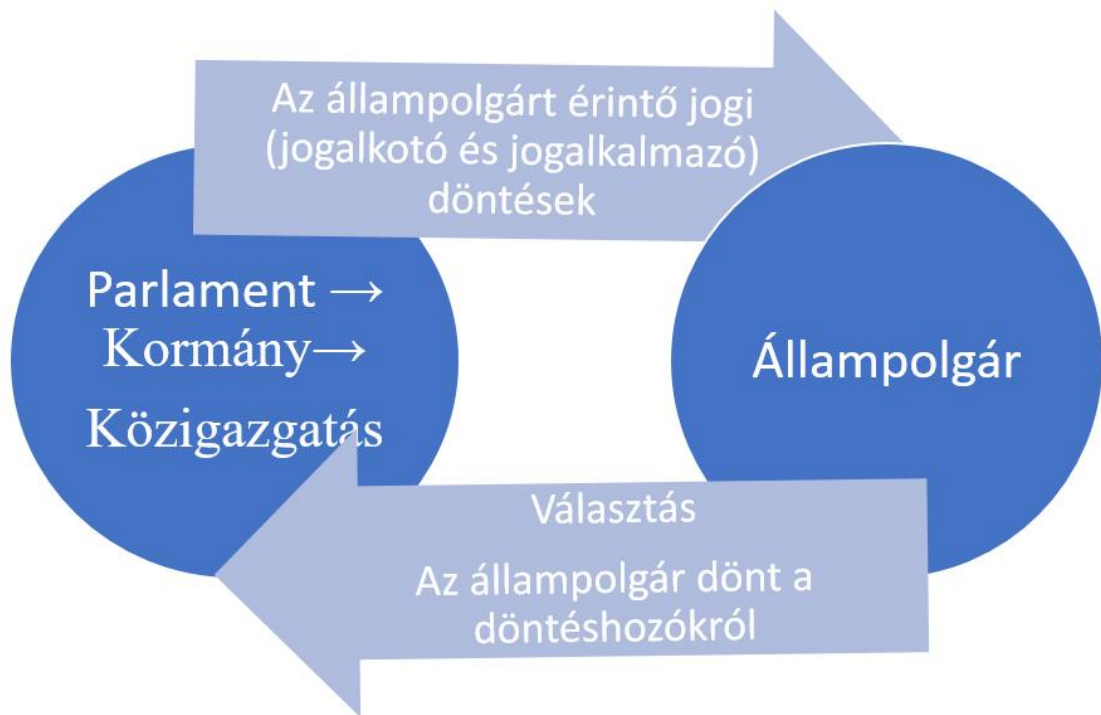 Az állampolgárt érintő jogi
(jogalkotó és jogalkalmazó)
döntések
Parlament →
Kormány→
Közigazgatás
Állampolgár
Választás
Az állampolgár dönt a
döntéshozókról